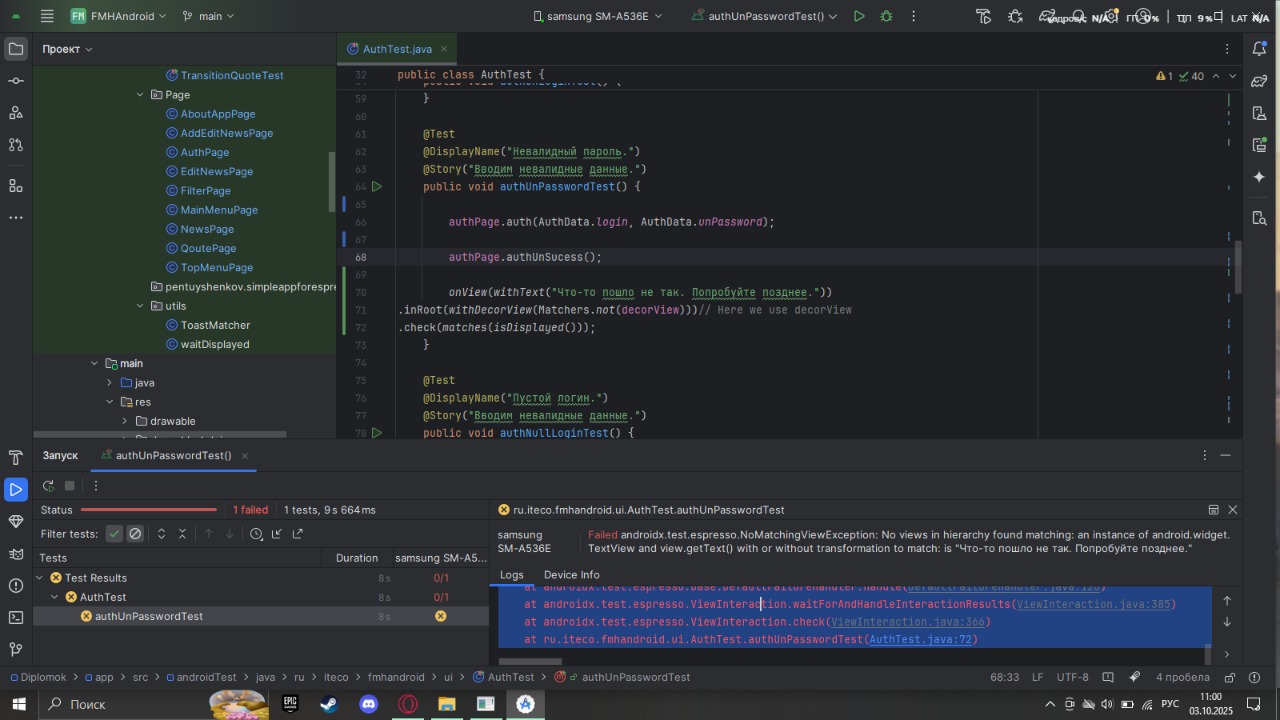 FM FMHAndroid main samsung SM-A536E authUnPasswordTest() N/A ГП 0% ЦП 9% LAT N/A
Проект
AuthTest.java
TransitionQuoteTest
Page
AboutAppPage
AddEditNewsPage
AuthPage
EditNewsPage
FilterPage
MainMenuPage
NewsPage
QoutePage
TopMenuPage
pentuyshenkov.simpleappforespre
utils
ToastMatcher
waitDisplayed
main
java
res
drawable
32 public class AuthTest {
1 40
59 }
60
61 @Test
62 @DisplayName("Невалидный пароль.")
63 @Story("Вводим невалидные данные.")
64 public void authUnPasswordTest() {
65
66 authPage.auth(AuthData.login, AuthData.unPassword);
67
68 authPage.authUnSucess();
69
70 onView(withText("Что-то пошло не так. Попробуйте позднее."))
71 .inRoot(withDecorView(Matchers.not(decorView)))// Here we use decorView
72 .check(matches(isDisplayed()));
73 }
74
75 @Test
76 @DisplayName("Пустой логин.")
77 @Story("Вводим невалидные данные.")
78 public void authNullLoginTest() {
Запуск authUnPasswordTest()
Status 1 failed 1 tests, 9 s 664 ms
Filter tests:
Tests Duration samsung SM-A5...
Test Results 8 s 0/1
AuthTest 8 s 0/1
authUnPasswordTest 8 s
ru.iteco.fmhandroid.ui.AuthTest.authUnPasswordTest
samsung
SM-A536E
Failed androidx.test.espresso.NoMatchingViewException: No views in hierarchy found matching: an instance of android.widget.
TextView and view.getText() with or without transformation to match: is "Что-то пошло не так. Попробуйте позднее."
Logs Device Info
at androidx.test.espresso.ViewInteraction.waitForAndHandleInteractionResults(ViewInteraction.java:385)
at androidx.test.espresso.ViewInteraction.check(ViewInteraction.java:366)
at ru.iteco.fmhandroid.ui.AuthTest.authUnPasswordTest(AuthTest.java:72)
Diplomok app src androidTest java ru iteco fmhandroid ui AuthTest authUnPasswordTest 68:33 LF UTF-8 4 пробела
Поиск
EPIC GAMES
РУС
11:00
03.10.2025